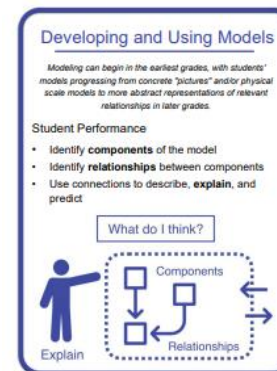 Developing and Using Models
Modeling can begin in the earliest grades, with students'
models progressing from concrete "pictures" and/or physical
scale models to more abstract representations of relevant
relationships in later grades.
Student Performance
• Identify components of the model
• Identify relationships between components
• Use connections to describe, explain, and
predict
What do I think?
Components
Relationships
Explain